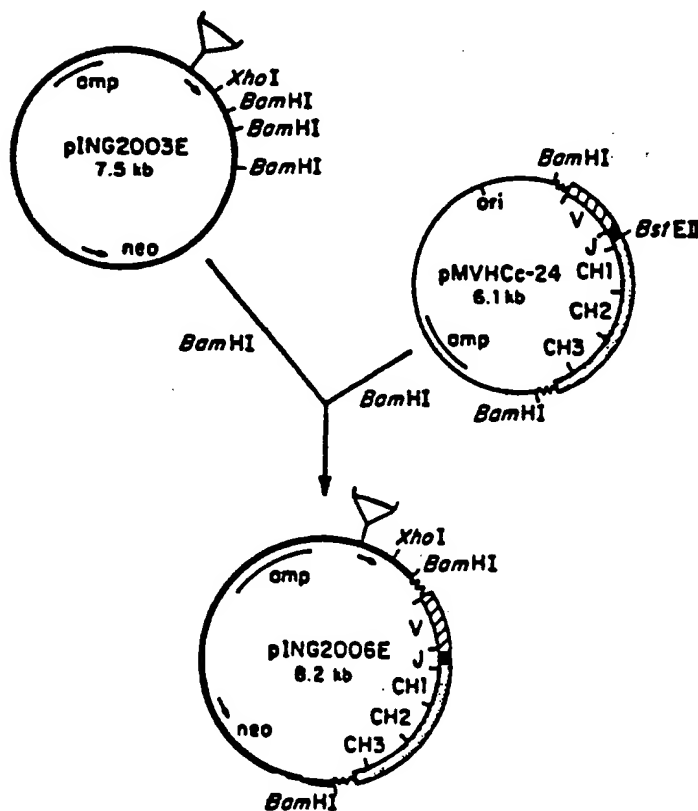 amp
XhoI
BamHI
BamHI
BamHI
pING2003E
7.5 kb
neo
BamHI
ori
V
J
BstEII
CH1
pMVHCc-24
6.1 kb
CH2
CH3
amp
BamHI
BamHI
BamHI
XhoI
BamHI
amp
V
J
pING2006E
8.2 kb
CH1
CH2
neo
CH3
BamHI